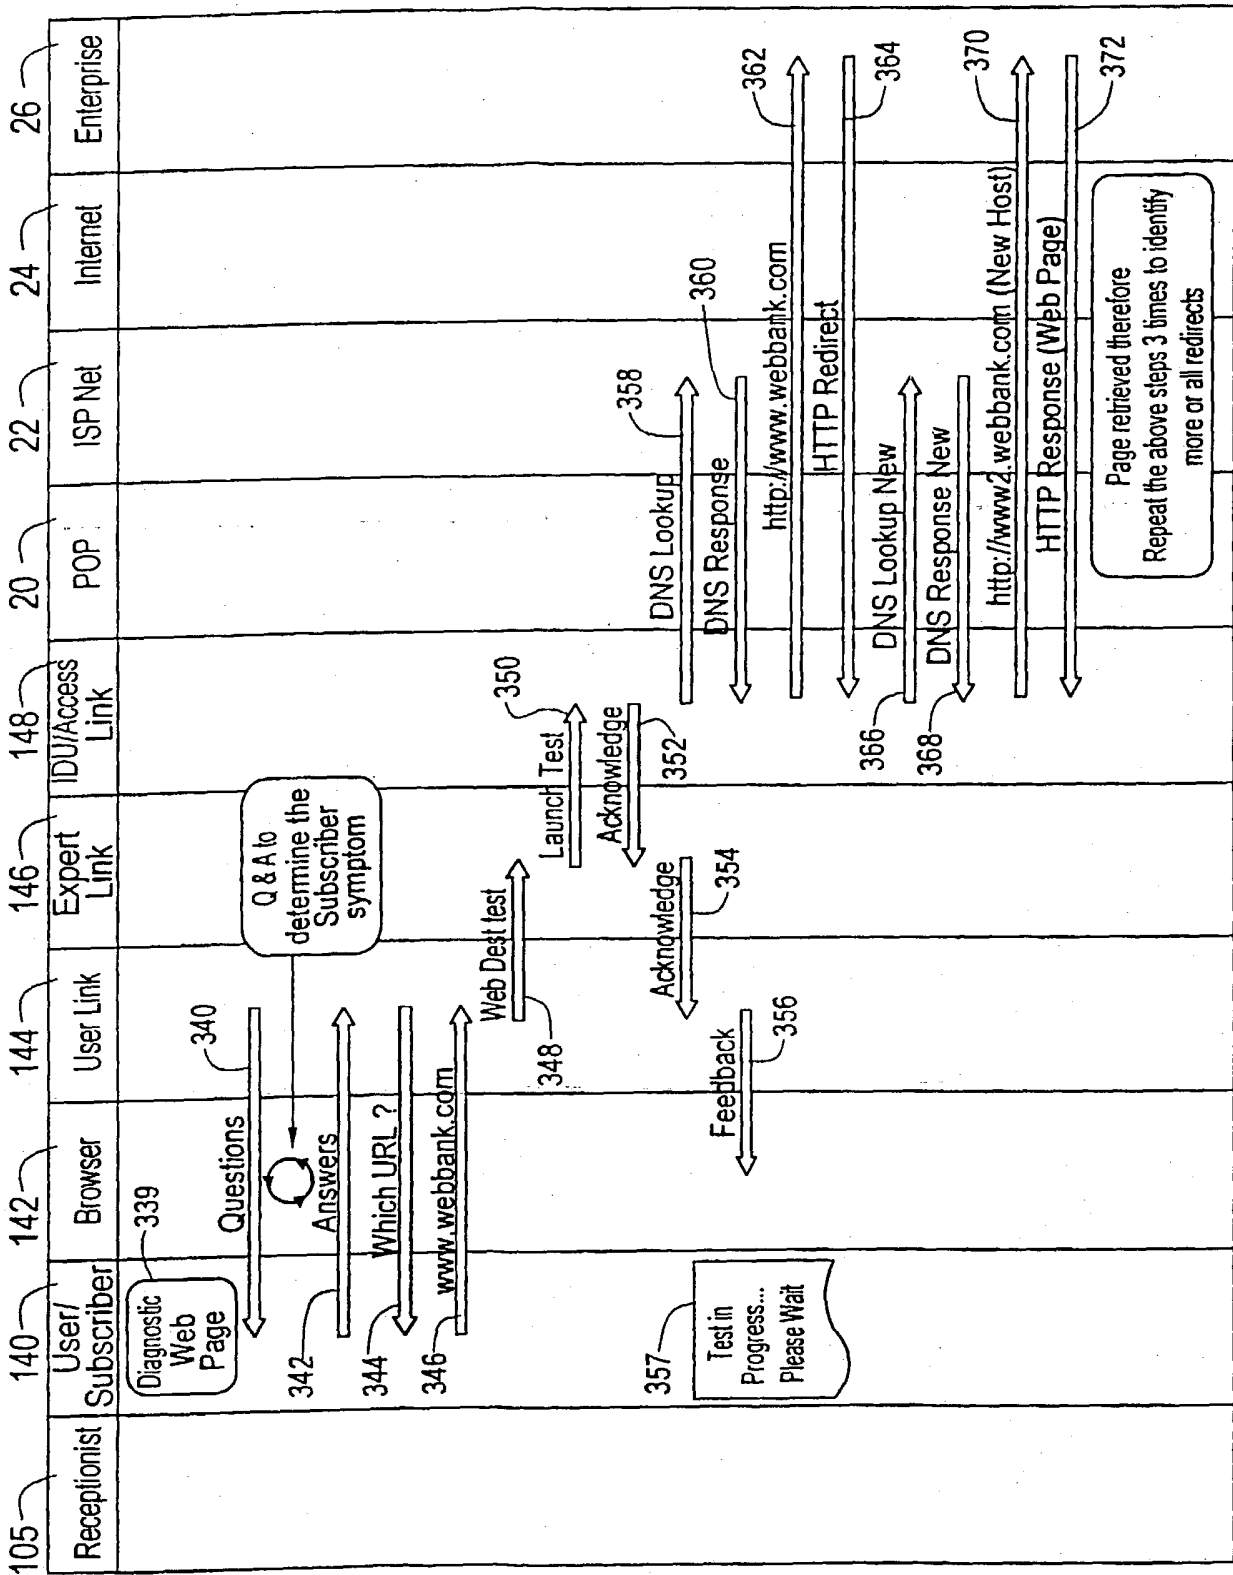 105
140
142
144
146
148
20
22
24
26
Receptionist
User/
Subscriber
Browser
User Link
Expert
Link
IDU/Access
Link
POP
ISP Net
Internet
Enterprise
Diagnostic
Web
Page
339
Questions
340
Q & A to
determine the
Subscriber
symptom
Answers
342
Which URL ?
344
www.webbank.com
346
Web Dest test
348
Launch Test
350
Acknowledge
352
Acknowledge
354
Feedback
356
357
Test in
Progress...
Please Wait
DNS Lookup
358
DNS Response
360
http://www.webbank.com
362
HTTP Redirect
364
DNS Lookup New
366
DNS Response New
368
http://ww2.webbank.com (New Host)
370
HTTP Response (Web Page)
372
Page retrieved therefore
Repeat the above steps 3 times to identify
more or all redirects